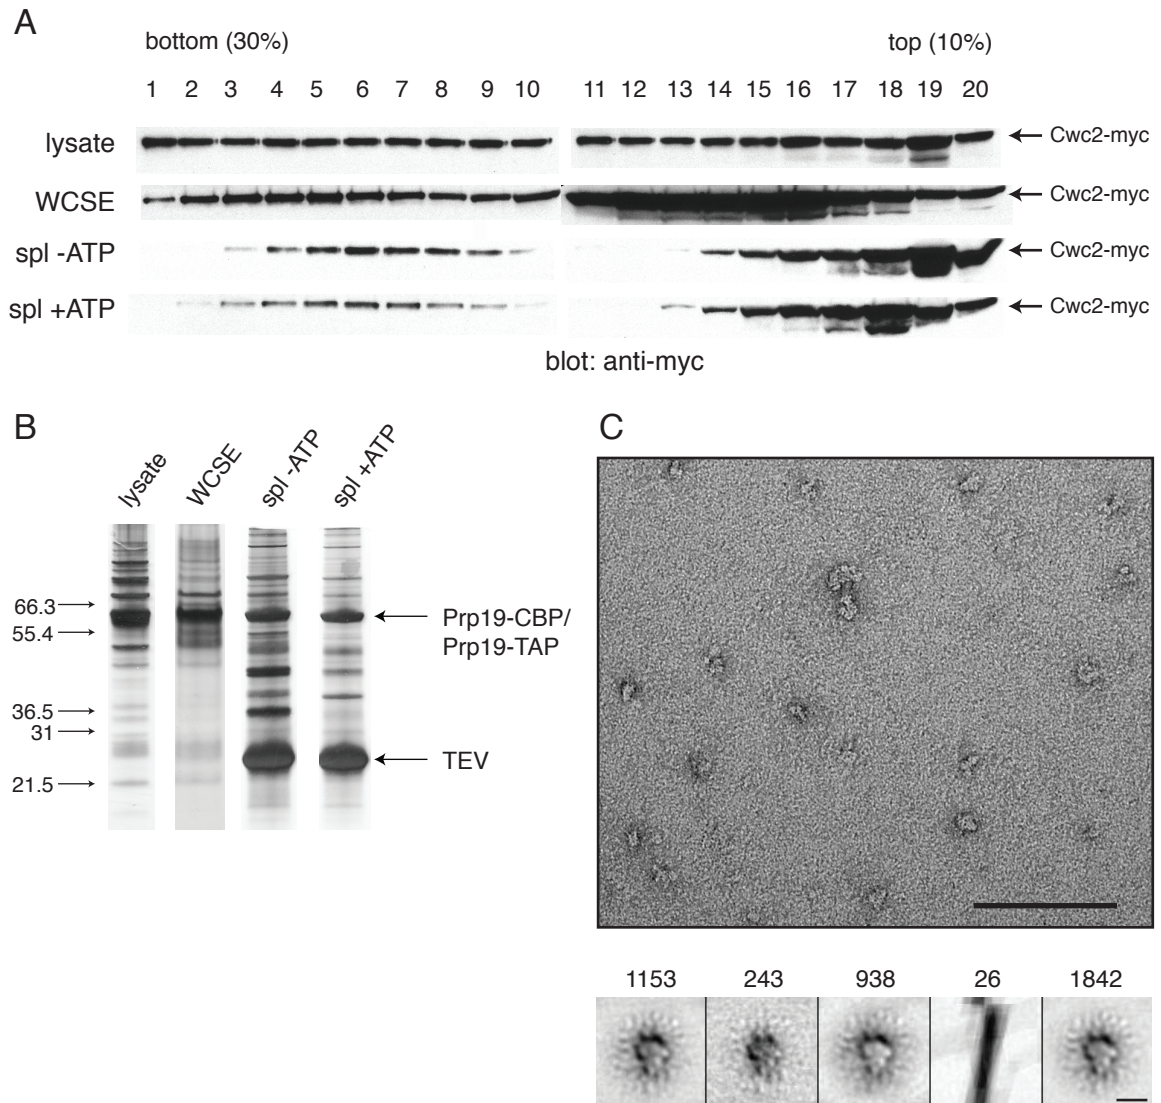 A
bottom (30%) top (10%)
1 2 3 4 5 6 7 8 9 10 11 12 13 14 15 16 17 18 19 20
lysate Cwc2-myc
WCSE Cwc2-myc
spl -ATP Cwc2-myc
spl +ATP Cwc2-myc
blot: anti-myc
B
lysate WCSE spl -ATP spl +ATP
66.3
55.4
36.5
31
21.5
Prp19-CBP/
Prp19-TAP
TEV
C
1153 243 938 26 1842